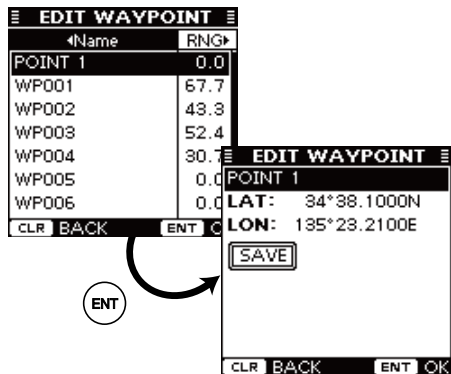 EDIT WAYPOINT
Name RNG
POINT 1 0.0
WP001 67.7
WP002 43.3
WP003 52.4
WP004 30.7
WP005 0.0
WP006 0.0
CLR BACK ENT
ENT
EDIT WAYPOINT
POINT 1
LAT: 34°38.1000N
LON: 135°23.2100E
SAVE
CLR BACK ENT OK